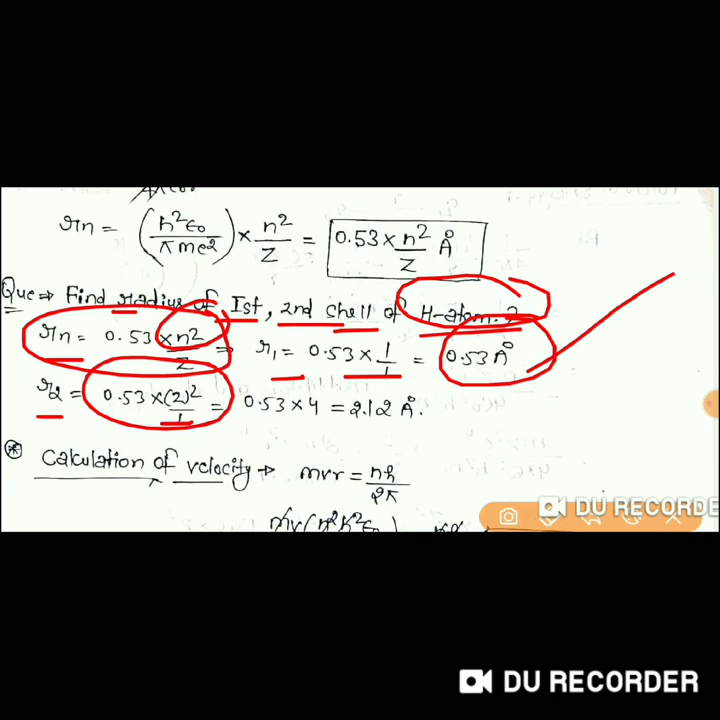 rn = (h²ε₀/πme²) × n²/Z = 0.53 × n²/Z Å
Que → Find radius of Ist, 2nd shell of H-atom.?
rn = 0.53 × n²/Z ⇒ r₁ = 0.53 × 1/1 = 0.53 Å
r₂ = 0.53 × (2)²/1 = 0.53 × 4 = 2.12 Å.
* Calculation of velocity → mvr = nh/2π
DU RECORDER
DU RECORDER